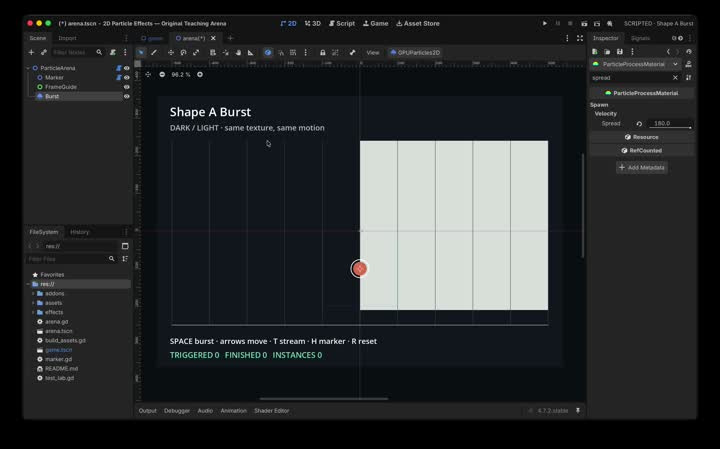 (*) arena.tscn - 2D Particle Effects — Original Teaching Arena
2D 3D Script Game Asset Store
SCRIPTED · Shape A Burst
Scene Import
Filter Nodes
ParticleArena
Marker
FrameGuide
Burst
game arena(*)
View GPUParticles2D
96.2 %
Shape A Burst
DARK / LIGHT · same texture, same motion
SPACE burst · arrows move · T stream · H marker · R reset
TRIGGERED 0 FINISHED 0 INSTANCES 0
FileSystem History
res://
Filter Files
Favorites
res://
addons
assets
effects
arena.gd
arena.tscn
build_assets.gd
game.tscn
marker.gd
README.md
test_lab.gd
Output Debugger Audio Animation Shader Editor
4.7.2.stable
Inspector Signals
ParticleProcessMaterial
spread
ParticleProcessMaterial
Spawn
Velocity
Spread 180.0
Resource
RefCounted
Add Metadata